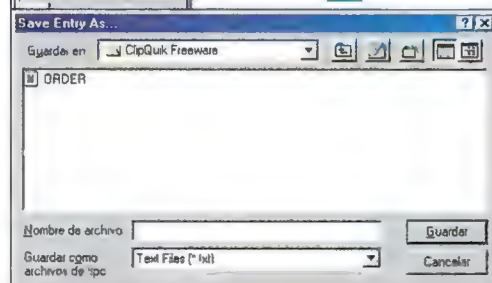 Save Entry As...
Guardar en ClipQuik Freeware
ORDER
Nombre de archivo
Guardar
Guardar como
archivos de tipo
Text Files (*.txt)
Cancelar